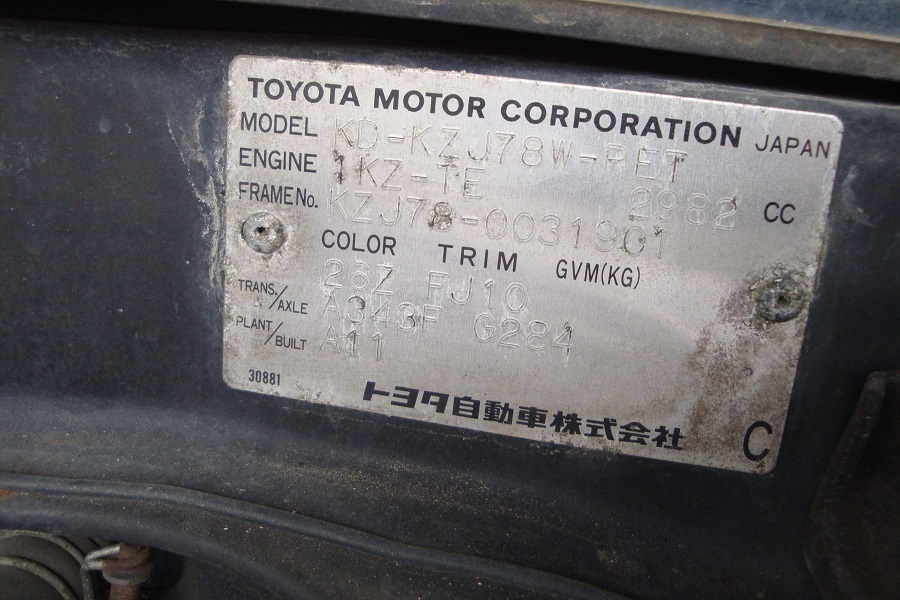 TOYOTA MOTOR CORPORATION JAPAN
MODEL KD-KZJ78W-PET
ENGINE 1KZ-TE 2982 CC
FRAME No. KZJ78-0031901
COLOR TRIM GVM(KG)
26Z FJ10
TRANS./AXLE A343F G284
PLANT/BUILT A11
30881
トヨタ自動車株式会社 C